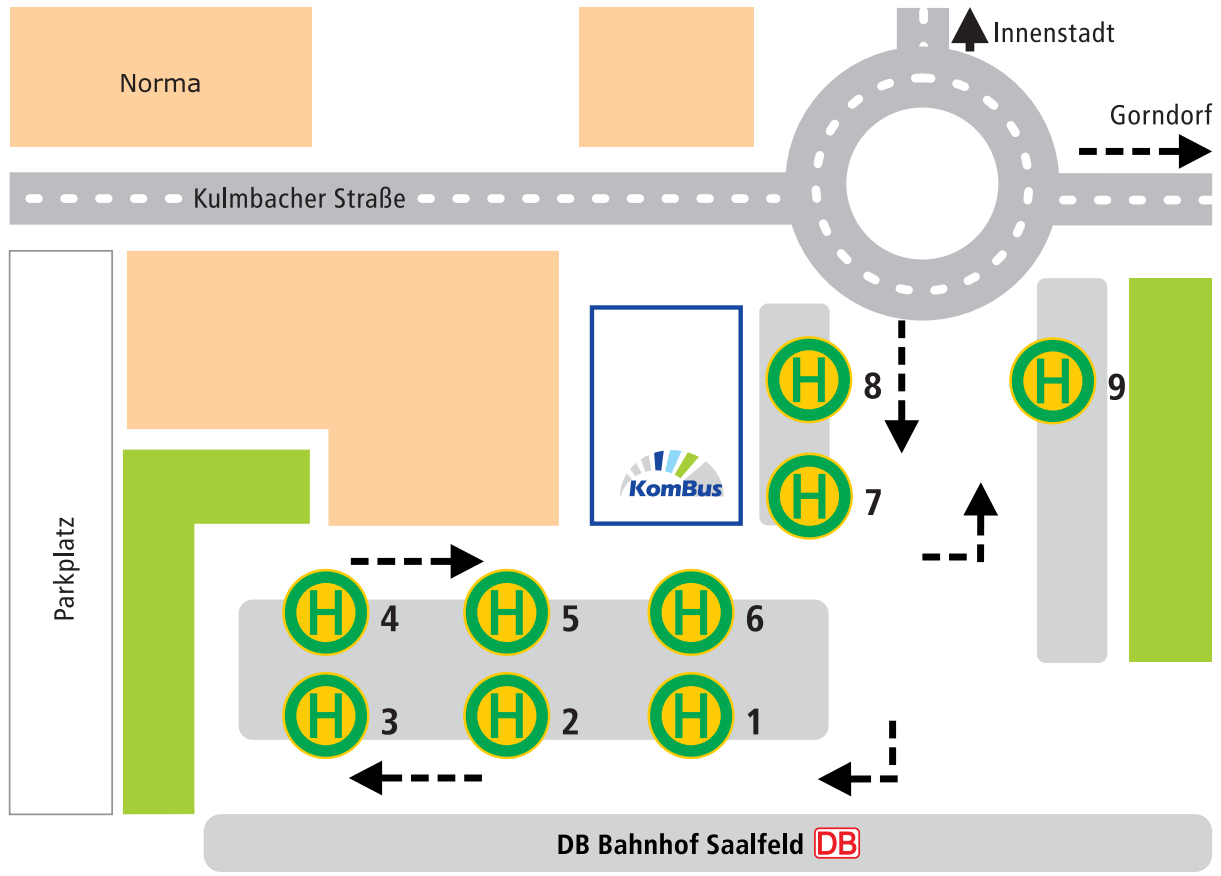 Innenstadt
Norma
Gorndorf
Kulmbacher Straße
H 8
H 9
KomBus
H 7
Parkplatz
H 4 H 5 H 6
H 3 H 2 H 1
DB Bahnhof Saalfeld DB